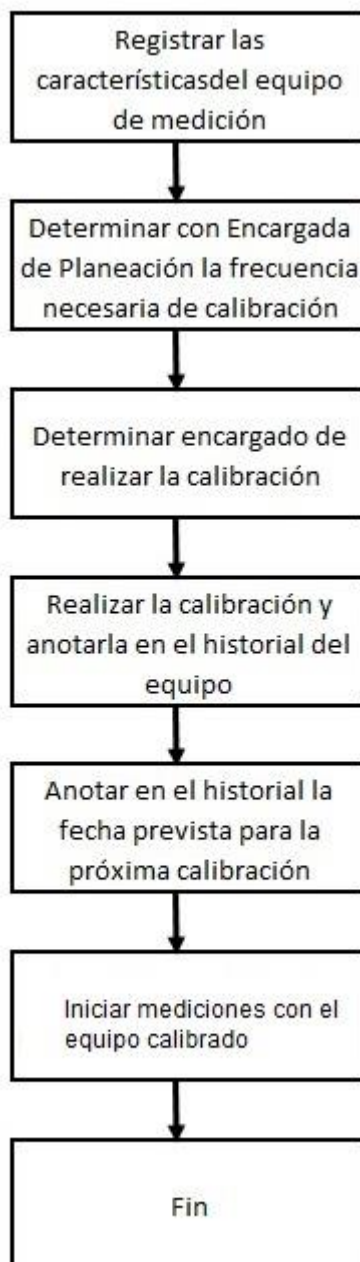 Registrar las
característicasdel equipo
de medición
Determinar con Encargada
de Planeación la frecuencia
necesaria de calibración
Determinar encargado de
realizar la calibración
Realizar la calibración y
anotarla en el historial del
equipo
Anotar en el historial la
fecha prevista para la
próxima calibración
Iniciar mediciones con el
equipo calibrado
Fin